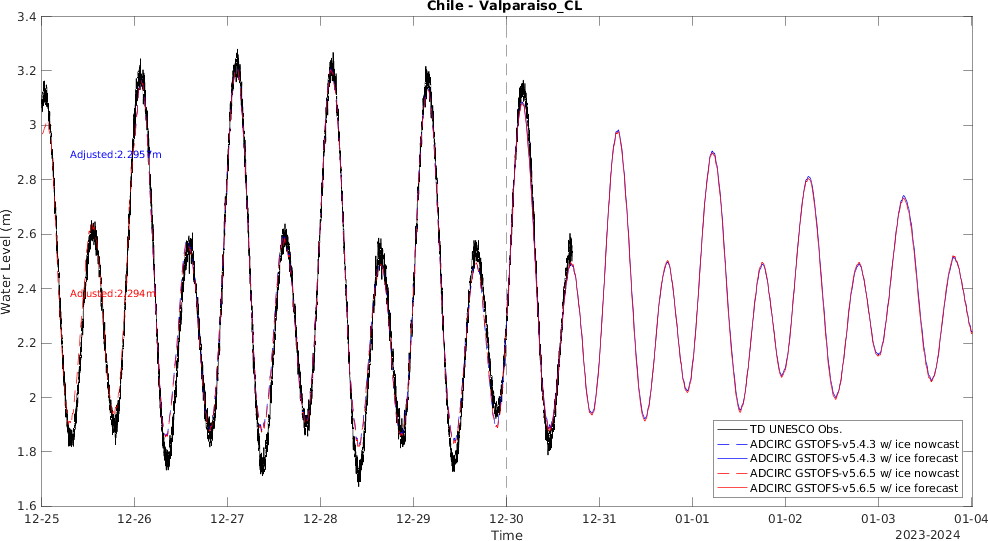 Chile - Valparaiso_CL
3.4
3.2
3
2.8
2.6
2.4
2.2
2
1.8
1.6
Water Level (m)
Adjusted:2.2957m
Adjusted:2.294m
TD UNESCO Obs.
ADCIRC GSTOFS-v5.4.3 w/ ice nowcast
ADCIRC GSTOFS-v5.4.3 w/ ice forecast
ADCIRC GSTOFS-v5.6.5 w/ ice nowcast
ADCIRC GSTOFS-v5.6.5 w/ ice forecast
12-25 12-26 12-27 12-28 12-29 12-30 12-31 01-01 01-02 01-03 01-04
Time
2023-2024